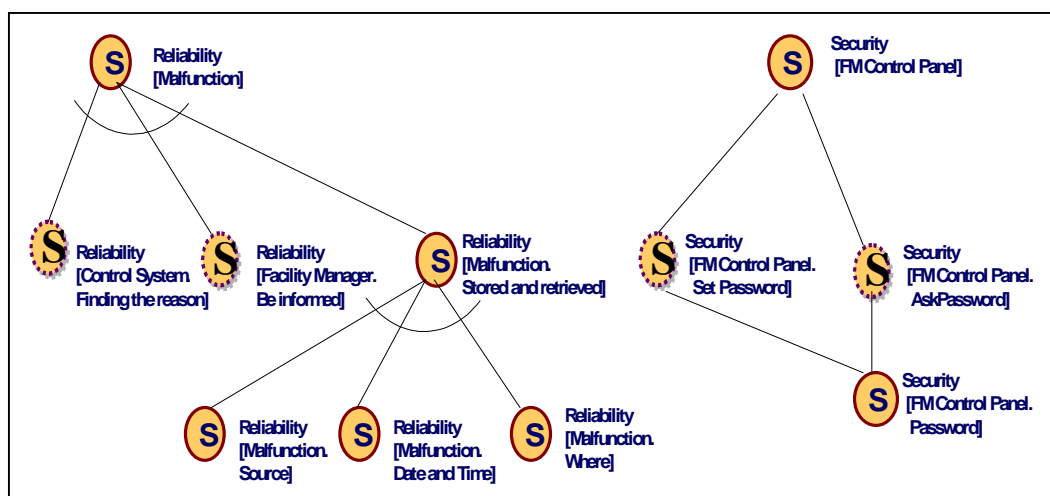 S
Reliability
[Malfunction]
S
Security
[FM Control Panel]
S
Reliability
[Control System.
Finding the reason]
S
Reliability
[Facility Manager.
Be informed]
S
Reliability
[Malfunction.
Stored and retrieved]
S
Security
[FM Control Panel.
Set Password]
S
Security
[FM Control Panel.
AskPassword]
S
Reliability
[Malfunction.
Source]
S
Reliability
[Malfunction.
Date and Time]
S
Reliability
[Malfunction.
Where]
S
Security
[FM Control Panel.
Password]